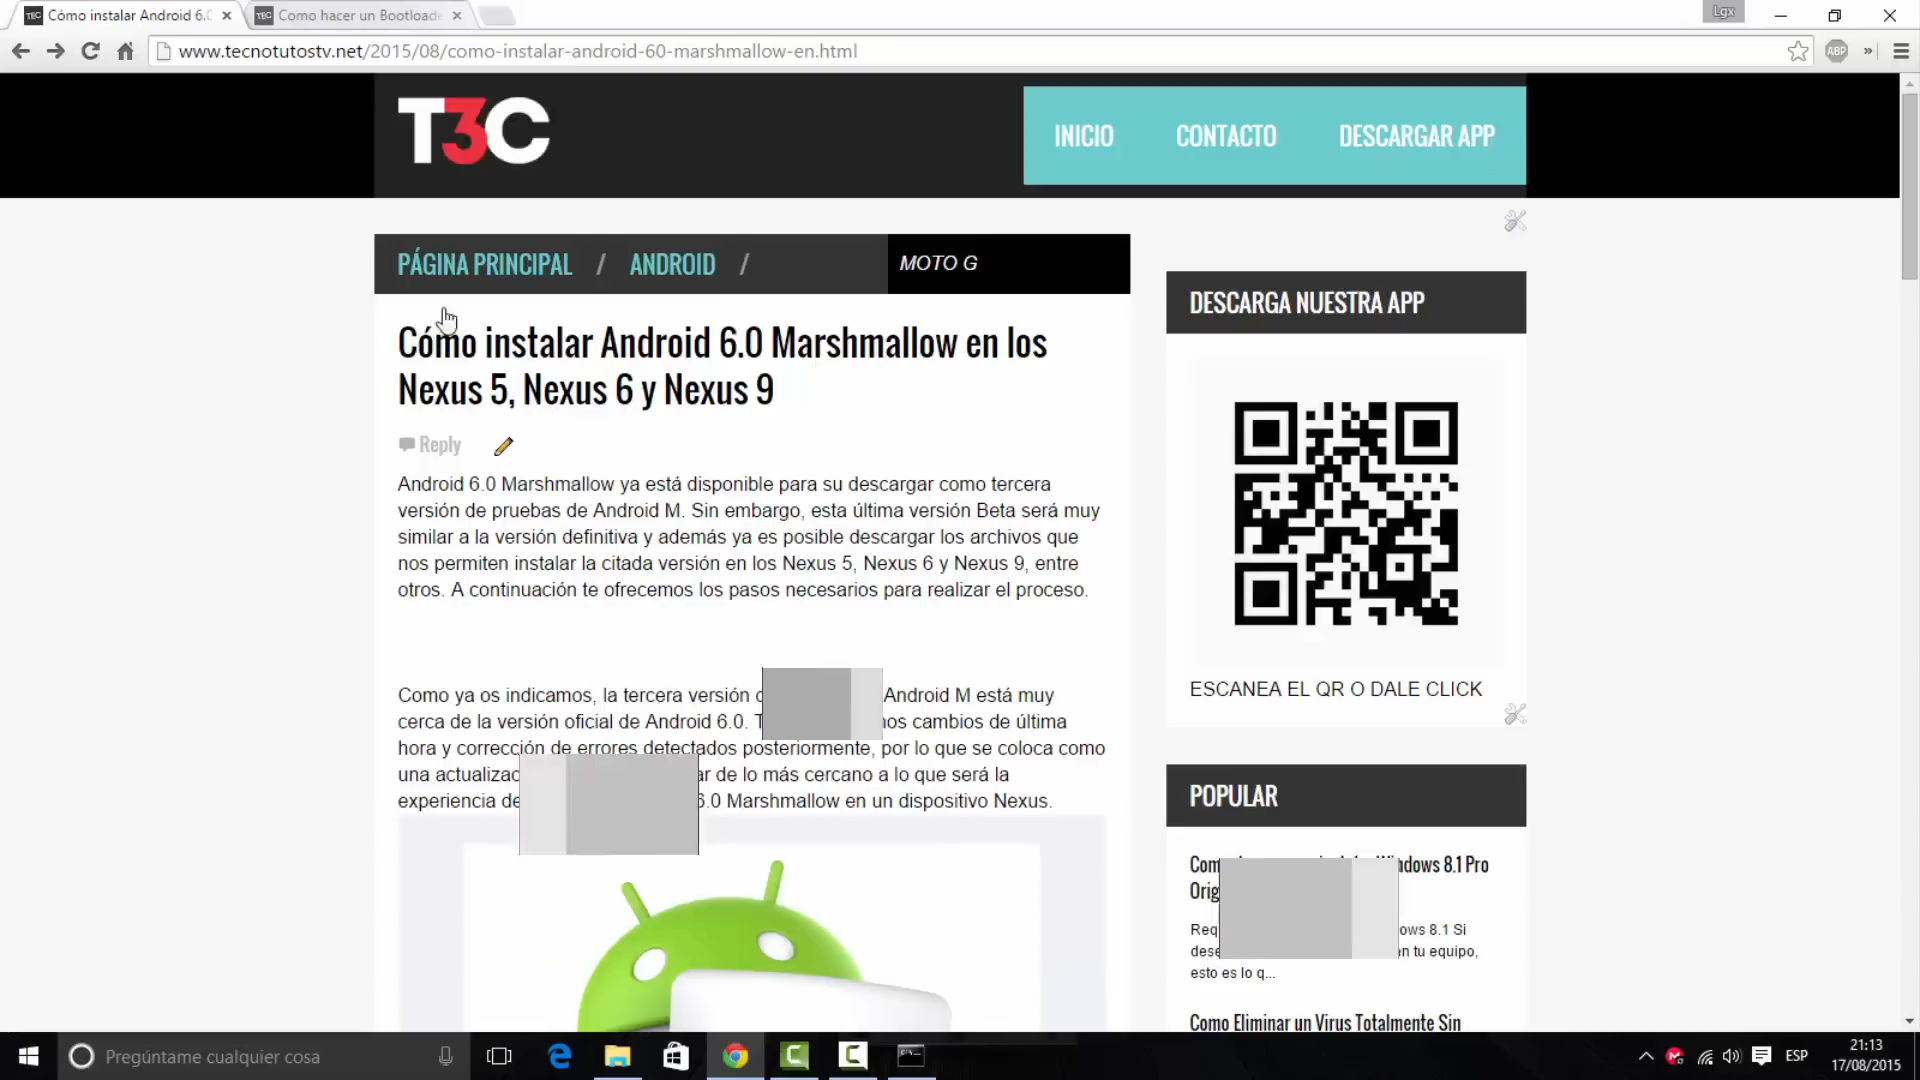 Cómo instalar Android 6.0
Como hacer un Bootloade
Lgx
www.tecnotutostv.net/2015/08/como-instalar-android-60-marshmallow-en.html
ABP
T3C
INICIO CONTACTO DESCARGAR APP
PÁGINA PRINCIPAL / ANDROID /
MOTO G
Cómo instalar Android 6.0 Marshmallow en los
Nexus 5, Nexus 6 y Nexus 9
Reply
Android 6.0 Marshmallow ya está disponible para su descargar como tercera
versión de pruebas de Android M. Sin embargo, esta última versión Beta será muy
similar a la versión definitiva y además ya es posible descargar los archivos que
nos permiten instalar la citada versión en los Nexus 5, Nexus 6 y Nexus 9, entre
otros. A continuación te ofrecemos los pasos necesarios para realizar el proceso.
Como ya os indicamos, la tercera versión Android M está muy
cerca de la versión oficial de Android 6.0. cambios de última
hora y corrección de errores detectados posteriormente, por lo que se coloca como
una de lo más cercano a lo que será la
experiencia 6.0 Marshmallow en un dispositivo Nexus.
DESCARGA NUESTRA APP
ESCANEA EL QR O DALE CLICK
POPULAR
8.1 Pro
8.1 Si
tu equipo,
esto es lo q...
Como Eliminar un Virus Totalmente Sin
Pregúntame cualquier cosa
ESP
21:13
17/08/2015